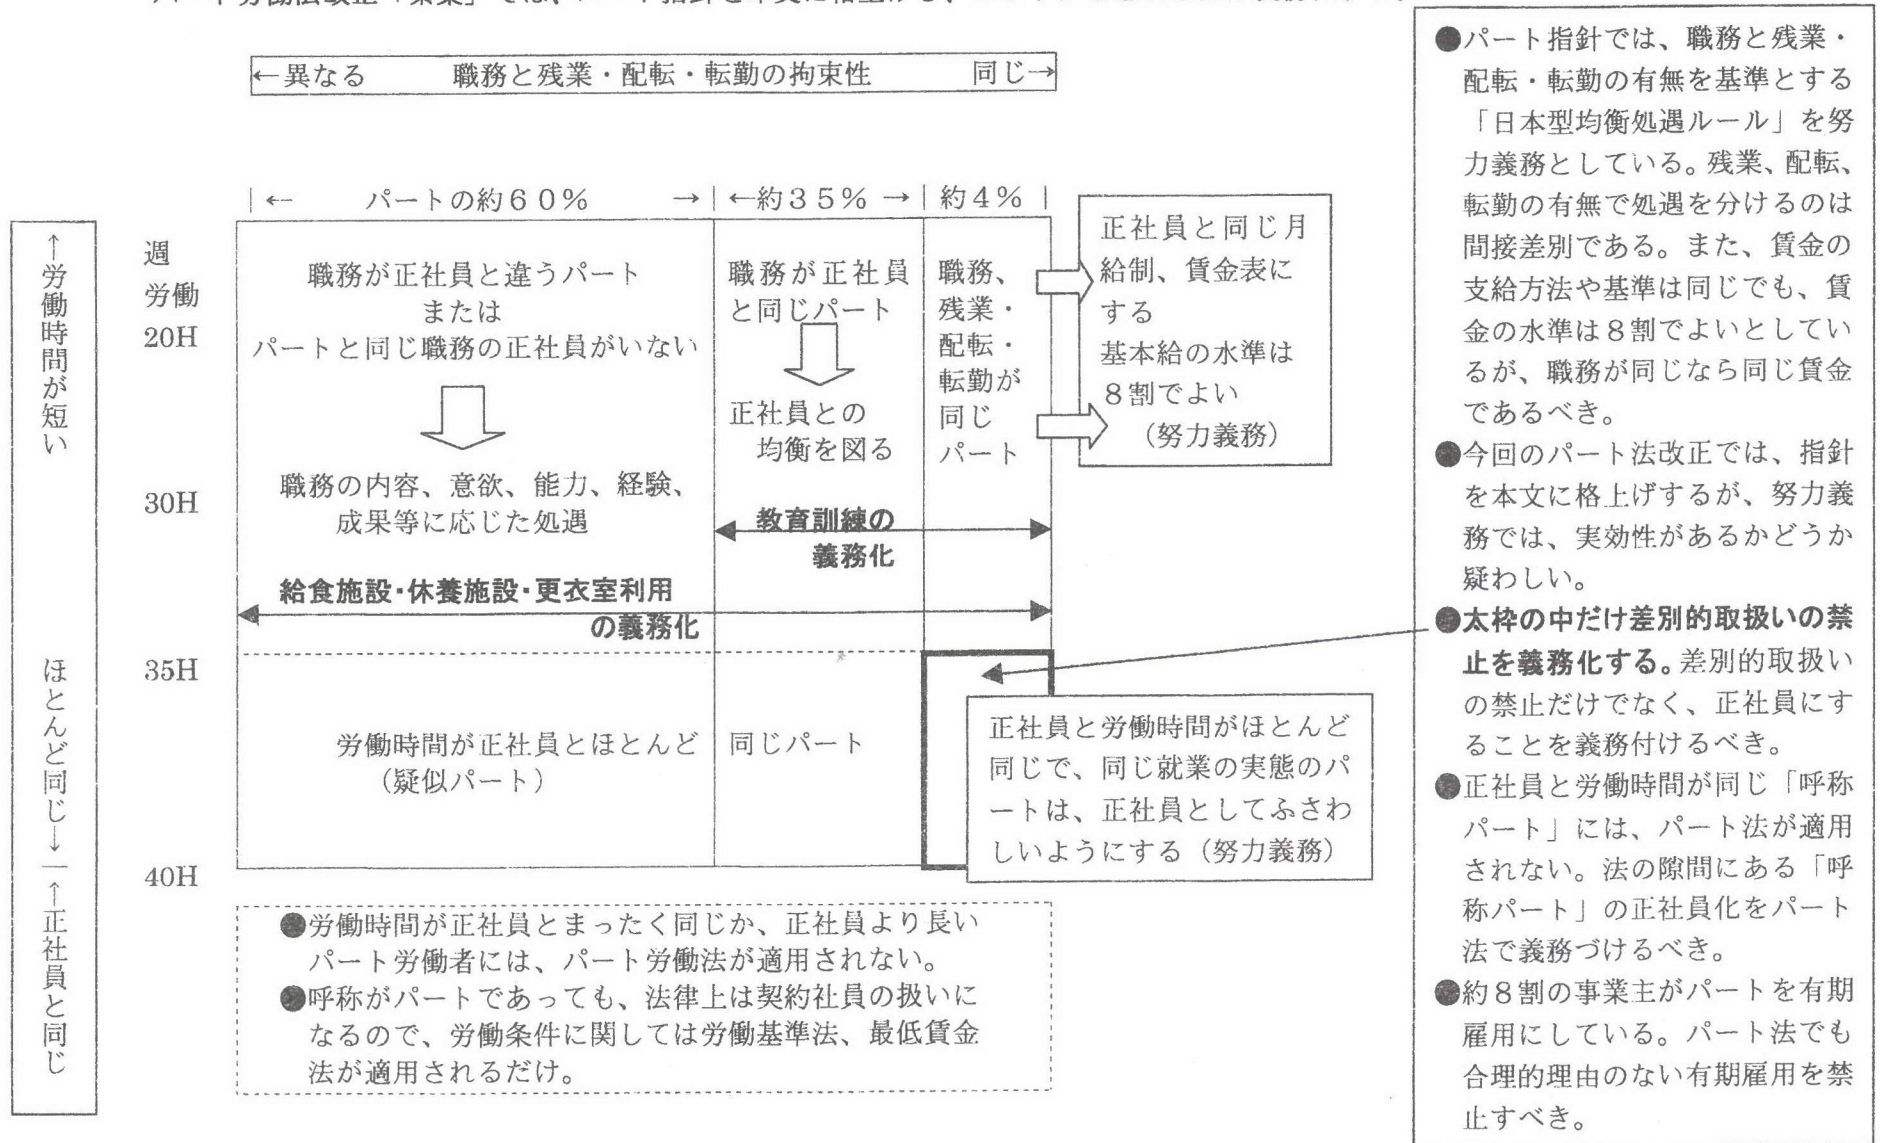 ←異なる　職務と残業・配転・転勤の拘束性　同じ→
|←　パートの約６０％　→|←約３５％→|約４％|
↑労働時間が短い
ほとんど同じ↓
↑正社員と同じ
週
労働
20H
30H
35H
40H
職務が正社員と違うパート
または
パートと同じ職務の正社員がいない
職務の内容、意欲、能力、経験、
成果等に応じた処遇
職務が正社員
と同じパート
正社員との
均衡を図る
職務、
残業・
配転・
転勤が
同じ
パート
正社員と同じ月
給制、賃金表に
する
基本給の水準は
８割でよい
（努力義務）
教育訓練の
義務化
給食施設・休養施設・更衣室利用
の義務化
労働時間が正社員とほとんど　同じパート
（疑似パート）
正社員と労働時間がほとんど
同じで、同じ就業の実態のパ
ートは、正社員としてふさわ
しいようにする（努力義務）
●労働時間が正社員とまったく同じか、正社員より長い
パート労働者には、パート労働法が適用されない。
●呼称がパートであっても、法律上は契約社員の扱いに
なるので、労働条件に関しては労働基準法、最低賃金
法が適用されるだけ。
●パート指針では、職務と残業・
配転・転勤の有無を基準とする
「日本型均衡処遇ルール」を努
力義務としている。残業、配転、
転勤の有無で処遇を分けるのは
間接差別である。また、賃金の
支給方法や基準は同じでも、賃
金の水準は８割でよいとしてい
るが、職務が同じなら同じ賃金
であるべき。
●今回のパート法改正では、指針
を本文に格上げするが、努力義
務では、実効性があるかどうか
疑わしい。
●太枠の中だけ差別的取扱いの禁
止を義務化する。差別的取扱い
の禁止だけでなく、正社員にす
ることを義務付けるべき。
●正社員と労働時間が同じ「呼称
パート」には、パート法が適用
されない。法の隙間にある「呼
称パート」の正社員化をパート
法で義務づけるべき。
●約８割の事業主がパートを有期
雇用にしている。パート法でも
合理的理由のない有期雇用を禁
止すべき。